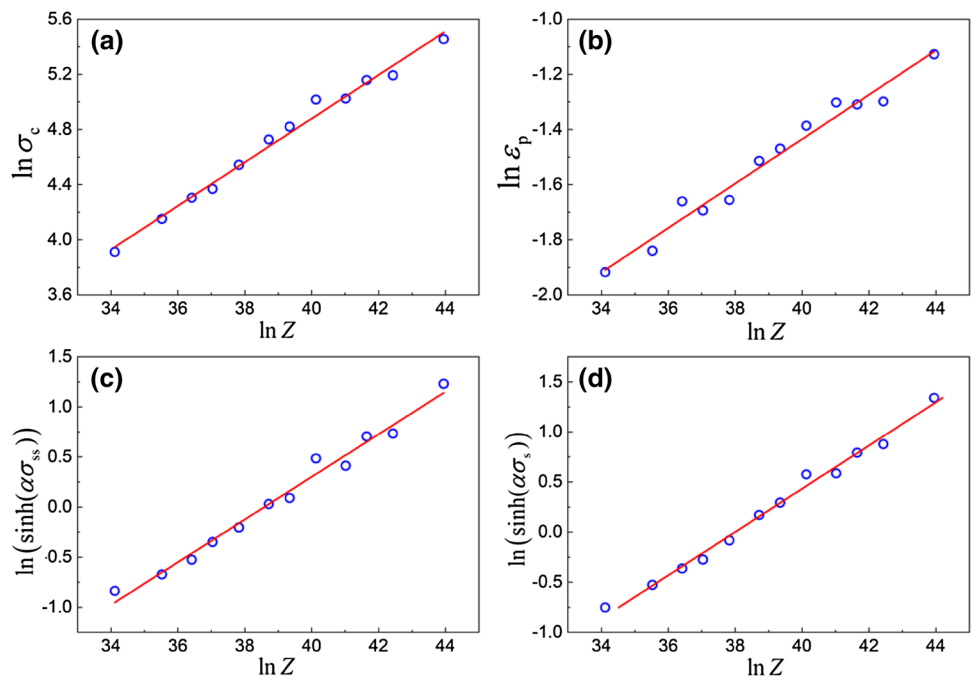 (a)
ln σc
5.6
5.2
4.8
4.4
4.0
3.6
34 36 38 40 42 44
ln Z
(b)
ln εp
-1.0
-1.2
-1.4
-1.6
-1.8
-2.0
34 36 38 40 42 44
ln Z
(c)
ln(sinh(ασss))
1.5
1.0
0.5
0.0
-0.5
-1.0
34 36 38 40 42 44
ln Z
(d)
ln(sinh(ασs))
1.5
1.0
0.5
0.0
-0.5
-1.0
34 36 38 40 42 44
ln Z